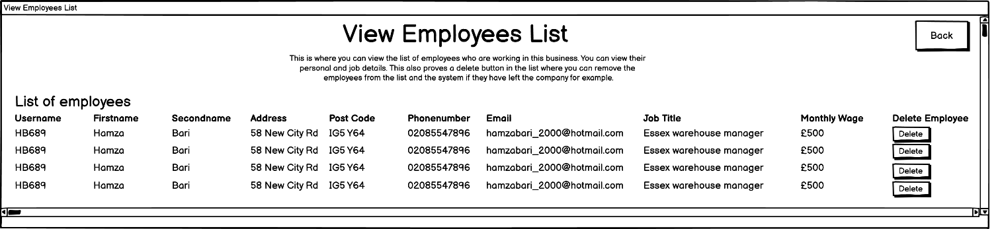 View Employees List
View Employees List
Back
This is where you can view the list of employees who are working in this business. You can view their
personal and job details. This also proves a delete button in the list where you can remove the
employees from the list and the system if they have left the company for example.
List of employees
Username Firstname Secondname Address Post Code Phonenumber Email Job Title Monthly Wage Delete Employee
HB689 Hamza Bari 58 New City Rd IG5 Y64 02085547896 hamzabari_2000@hotmail.com Essex warehouse manager £500 Delete
HB689 Hamza Bari 58 New City Rd IG5 Y64 02085547896 hamzabari_2000@hotmail.com Essex warehouse manager £500 Delete
HB689 Hamza Bari 58 New City Rd IG5 Y64 02085547896 hamzabari_2000@hotmail.com Essex warehouse manager £500 Delete
HB689 Hamza Bari 58 New City Rd IG5 Y64 02085547896 hamzabari_2000@hotmail.com Essex warehouse manager £500 Delete